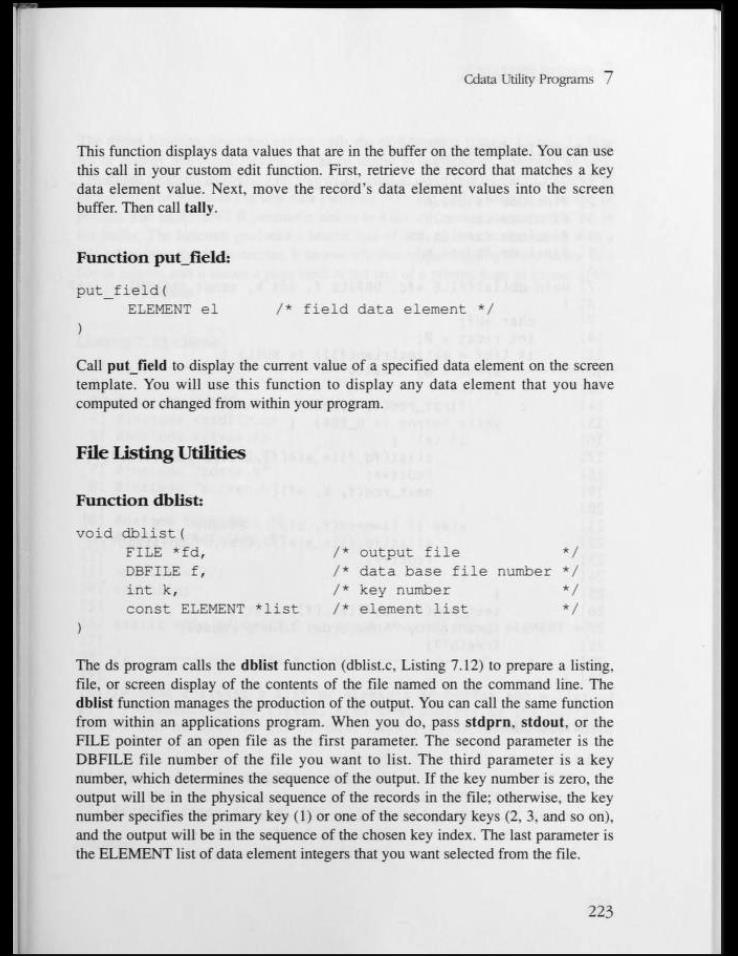 Cdata Utility Programs 7
This function displays data values that are in the buffer on the template. You can use
this call in your custom edit function. First, retrieve the record that matches a key
data element value. Next, move the record's data element values into the screen
buffer. Then call tally.
Function put_field:
put_field(
ELEMENT el /* field data element */
)
Call put_field to display the current value of a specified data element on the screen
template. You will use this function to display any data element that you have
computed or changed from within your program.
File Listing Utilities
Function dblist:
void dblist(
FILE *fd, /* output file */
DBFILE f, /* data base file number */
int k, /* key number */
const ELEMENT *list /* element list */
)
The ds program calls the dblist function (dblist.c, Listing 7.12) to prepare a listing,
file, or screen display of the contents of the file named on the command line. The
dblist function manages the production of the output. You can call the same function
from within an applications program. When you do, pass stdprn, stdout, or the
FILE pointer of an open file as the first parameter. The second parameter is the
DBFILE file number of the file you want to list. The third parameter is a key
number, which determines the sequence of the output. If the key number is zero, the
output will be in the physical sequence of the records in the file; otherwise, the key
number specifies the primary key (1) or one of the secondary keys (2, 3, and so on),
and the output will be in the sequence of the chosen key index. The last parameter is
the ELEMENT list of data element integers that you want selected from the file.
223